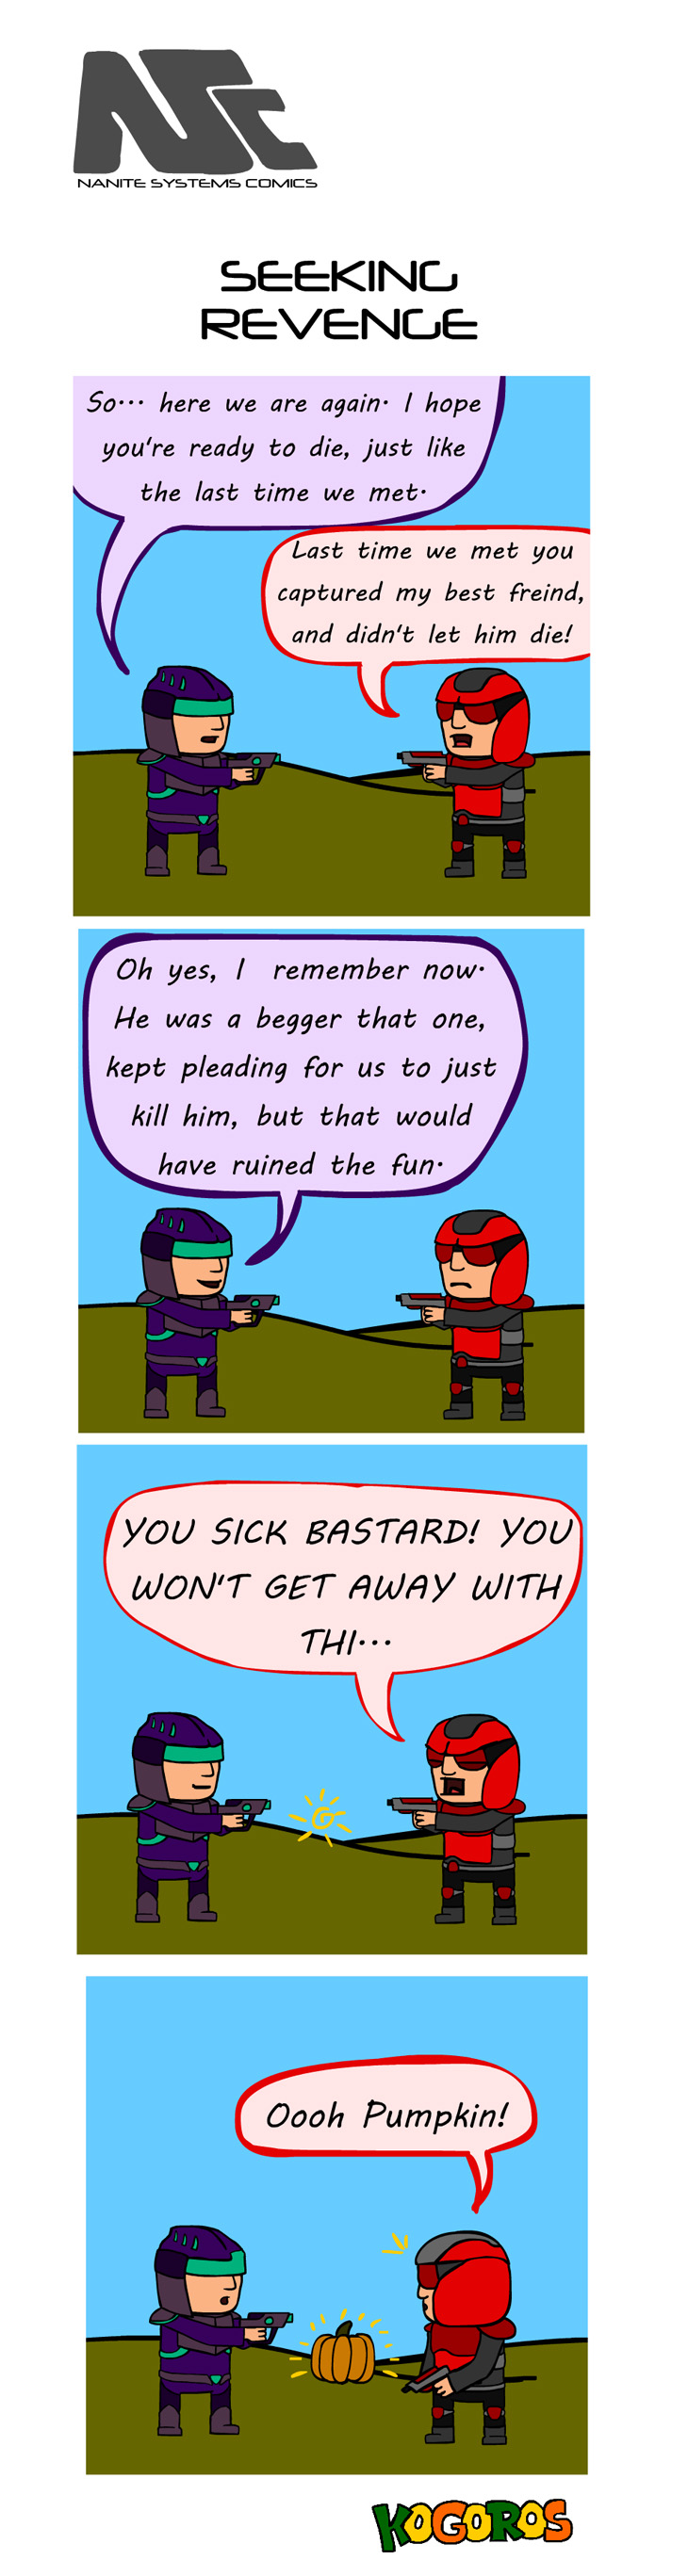 NSC
NANITE SYSTEMS COMICS
SEEKING
REVENGE
So... here we are again. I hope
you're ready to die, just like
the last time we met.
Last time we met you
captured my best freind,
and didn't let him die!
Oh yes, I remember now.
He was a begger that one,
kept pleading for us to just
kill him, but that would
have ruined the fun.
YOU SICK BASTARD! YOU
WON'T GET AWAY WITH
THI...
Oooh Pumpkin!
KOGOROS